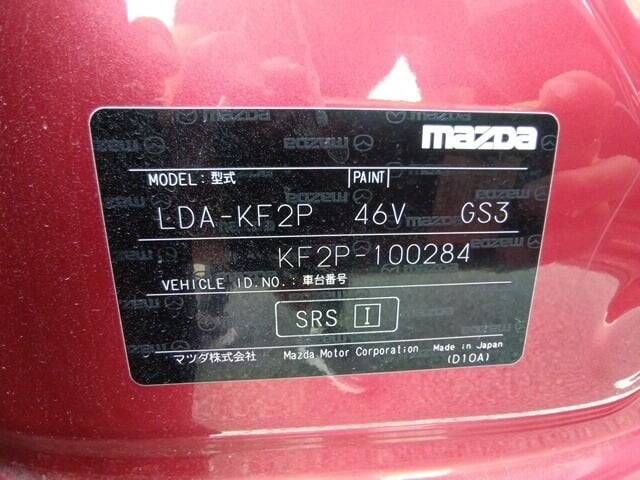 mazda
MODEL:型式 PAINT
LDA-KF2P 46V GS3
KF2P-100284
VEHICLE ID.NO.:車台番号
SRS I
マツダ株式会社 Mazda Motor Corporation Made in Japan
(D10A)